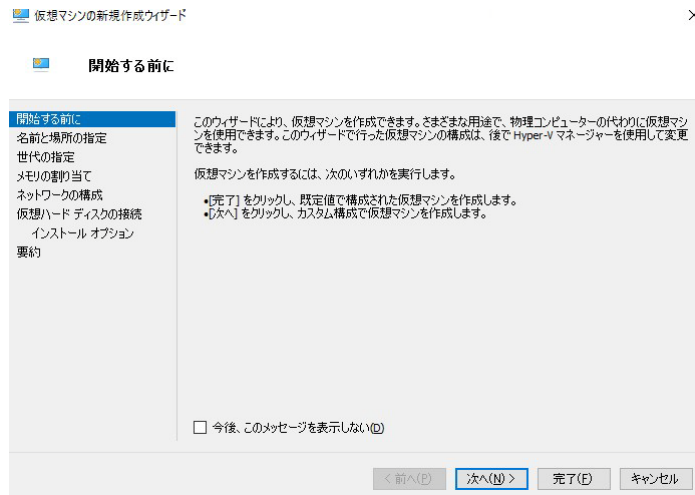 仮想マシンの新規作成ウィザード
開始する前に
開始する前に
名前と場所の指定
世代の指定
メモリの割り当て
ネットワークの構成
仮想ハード ディスクの接続
インストール オプション
要約
このウィザードにより、仮想マシンを作成できます。さまざまな用途で、物理コンピューターの代わりに仮想マシ
ンを使用できます。このウィザードで行った仮想マシンの構成は、後で Hyper-V マネージャーを使用して変更
できます。
仮想マシンを作成するには、次のいずれかを実行します。
•[完了] をクリックし、既定値で構成された仮想マシンを作成します。
•[次へ] をクリックし、カスタム構成で仮想マシンを作成します。
今後、このメッセージを表示しない(D)
< 前へ(P) 次へ(N) > 完了(F) キャンセル